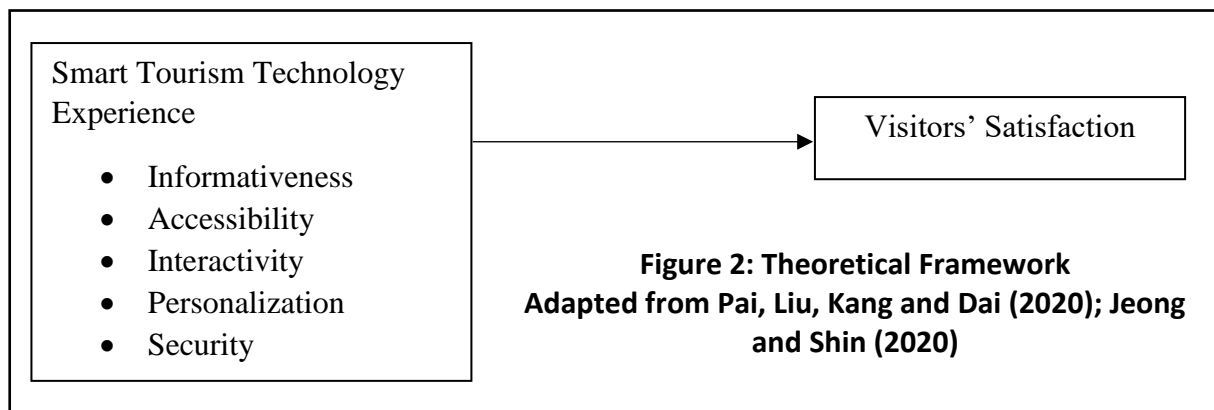 Smart Tourism Technology
Experience
• Informativeness
• Accessibility
• Interactivity
• Personalization
• Security
Visitors’ Satisfaction
Figure 2: Theoretical Framework
Adapted from Pai, Liu, Kang and Dai (2020); Jeong
and Shin (2020)